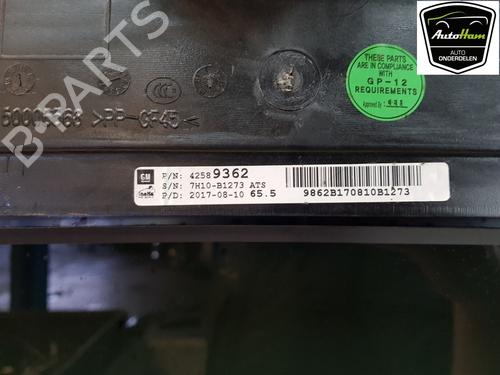 AutoHam
AUTO
ONDERDELEN
THESE PARTS
ARE IN COMPLIANCE
WITH
GP-12
REQUIREMENTS
Approved By
>PP-GF45<
GM
P/N: 42589362
S/N: 7H10-B1273 ATS
P/D: 2017-08-10 65.5
9862B170810B1273
B-PARTS